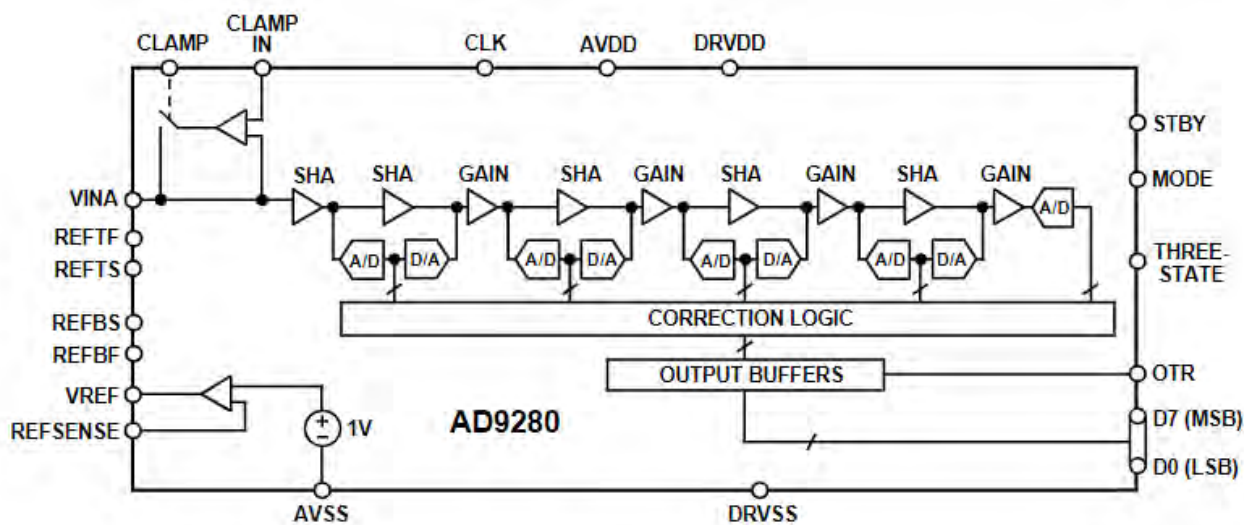 CLAMP
CLAMP
IN
CLK
AVDD
DRVDD
STBY
MODE
THREE-
STATE
OTR
D7 (MSB)
D0 (LSB)
VINA
REFTF
REFTS
REFBS
REFBF
VREF
REFSENSE
SHA
SHA
GAIN
SHA
GAIN
SHA
GAIN
SHA
GAIN
A/D
A/D
D/A
A/D
D/A
A/D
D/A
A/D
D/A
CORRECTION LOGIC
OUTPUT BUFFERS
AD9280
+
−
1V
AVSS
DRVSS